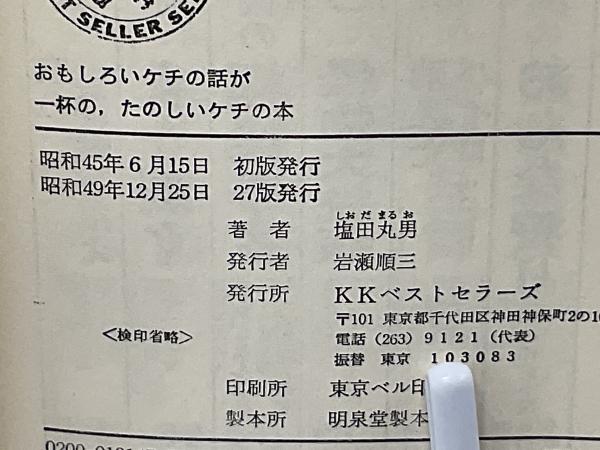 T SELLER SE
おもしろいケチの話が
一杯の，たのしいケチの本
昭和45年6月15日 初版発行
昭和49年12月25日 27版発行
しおだまるお
著者 塩田丸男
発行者 岩瀬順三
発行所 KKベストセラーズ
〒101 東京都千代田区神田神保町2の1
<検印省略> 電話(263)9121(代表)
振替 東京 103083
印刷所 東京ベル印
製本所 明泉堂製本